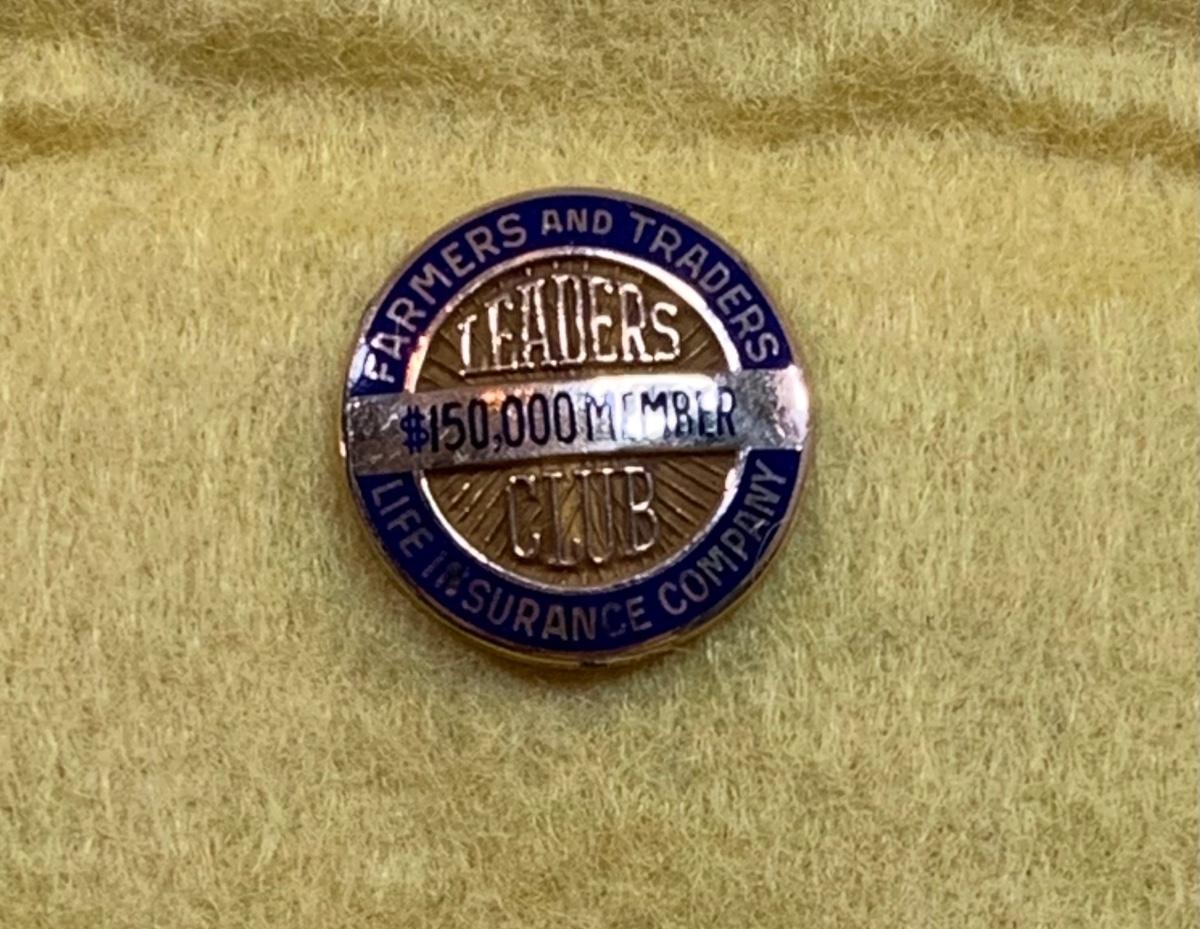 FARMERS AND TRADERS
LEADERS
$150,000 MEMBER
CLUB
LIFE INSURANCE COMPANY